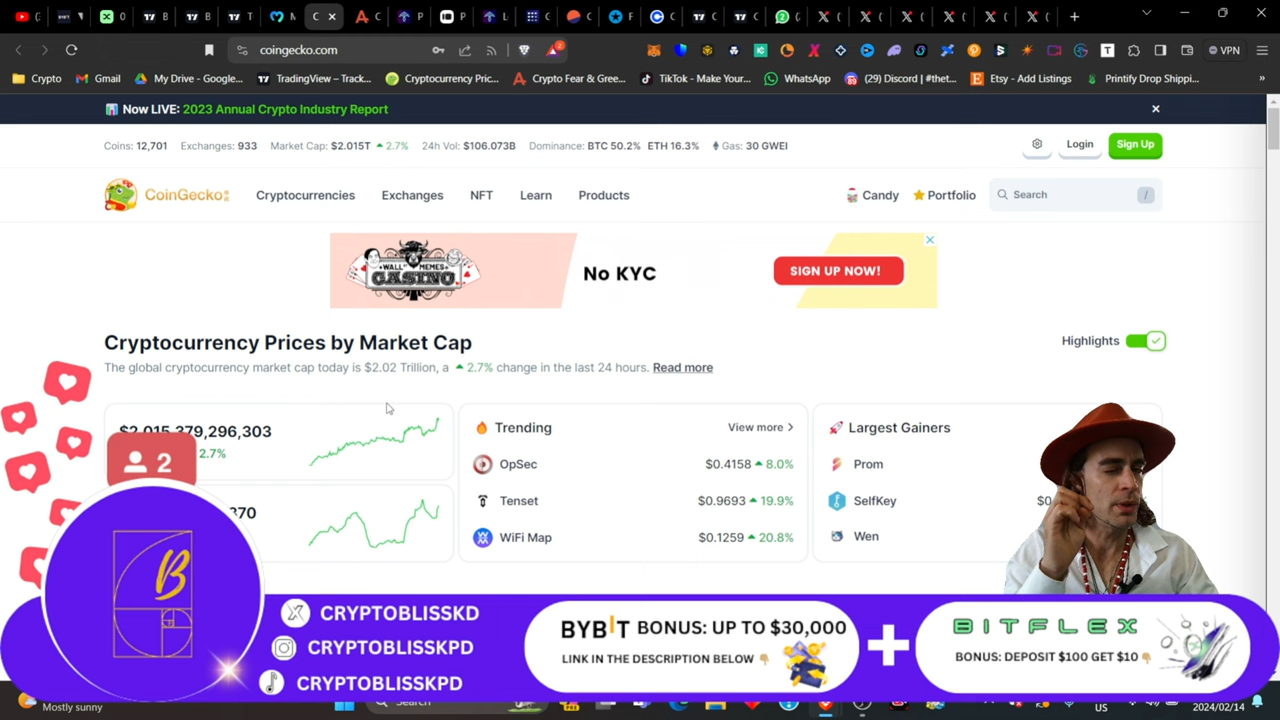 coingecko.com
VPN
Crypto
Gmail
My Drive - Google...
TradingView – Track...
Cryptocurrency Pric...
Crypto Fear & Gree...
TikTok - Make Your...
WhatsApp
(29) Discord | #thet...
Etsy - Add Listings
Printify Drop Shippi...
Now LIVE: 2023 Annual Crypto Industry Report
Coins: 12,701 Exchanges: 933 Market Cap: $2.015T 2.7% 24h Vol: $106.073B Dominance: BTC 50.2% ETH 16.3% Gas: 30 GWEI
Login
Sign Up
CoinGecko
Cryptocurrencies
Exchanges
NFT
Learn
Products
Candy
Portfolio
Search
/
WALL MEMES
CASINO
No KYC
SIGN UP NOW!
Cryptocurrency Prices by Market Cap
Highlights
The global cryptocurrency market cap today is $2.02 Trillion, a 2.7% change in the last 24 hours. Read more
$2,015,379,296,303
2.7%
2
370
Trending
View more
OpSec
$0.4158 8.0%
Tenset
$0.9693 19.9%
WiFi Map
$0.1259 20.8%
Largest Gainers
Prom
SelfKey
Wen
B
CRYPTOBLISSKD
CRYPTOBLISSKPD
CRYPTOBLISSKPD
BYBIT BONUS: UP TO $30,000
LINK IN THE DESCRIPTION BELOW
BITFLEX
BONUS: DEPOSIT $100 GET $10
Mostly sunny
Search
US
2024/02/14